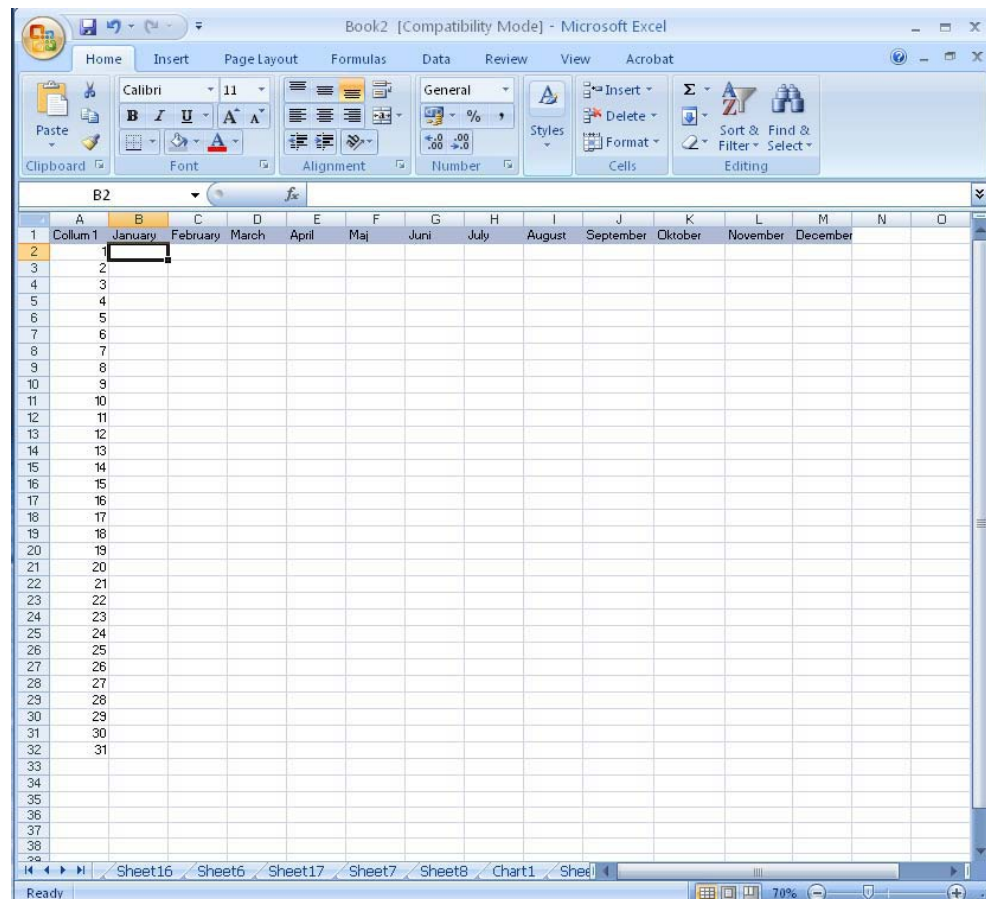 Book2 [Compatibility Mode] - Microsoft Excel
Home Insert Page Layout Formulas Data Review View Acrobat
Paste
Clipboard
Calibri 11
B I U A A
A
Font
Alignment
General
% ,
.0 .00
.00 .0
Number
A
Styles
Insert
Delete
Format
Cells
Σ
A
Z
Sort & Find &
Filter Select
Editing
B2 fx
A B C D E F G H I J K L M N O
1 Collum 1 January February March April Maj Juni July August September Oktober November December
2 1
3 2
4 3
5 4
6 5
7 6
8 7
9 8
10 9
11 10
12 11
13 12
14 13
15 14
16 15
17 16
18 17
19 18
20 19
21 20
22 21
23 22
24 23
25 24
26 25
27 26
28 27
29 28
30 29
31 30
32 31
33
34
35
36
37
38
39
Sheet16 Sheet6 Sheet17 Sheet7 Sheet8 Chart1 Shee
Ready 70%